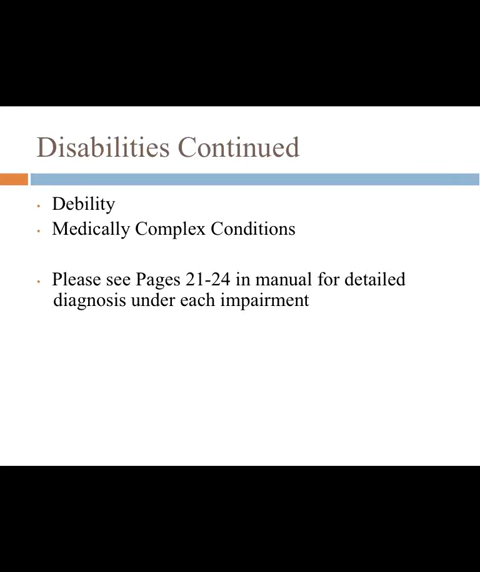 Disabilities Continued
• Debility
• Medically Complex Conditions
• Please see Pages 21-24 in manual for detailed
diagnosis under each impairment